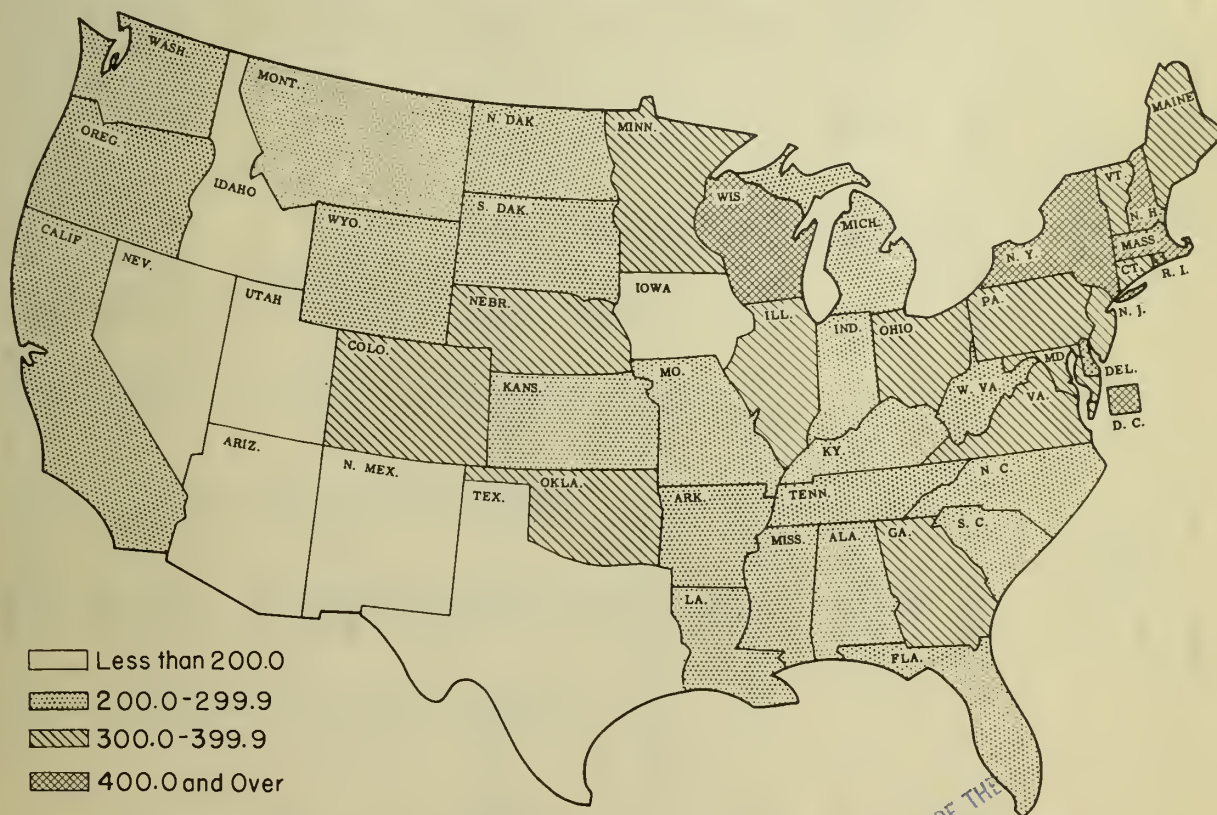 WASH.
MONT.
N. DAK
MINN.
MAINE
OREG.
IDAHO
S. DAK.
WIS.
VT.
N. H.
WYO.
MICH.
MASS.
CALIF
NEV.
N. Y.
CT.
R. I.
UTAH
NEBR.
IOWA
PA.
N. J.
COLO.
ILL.
IND.
OHIO
MD.
DEL.
KANS.
MO.
W. VA
VA.
D. C.
ARIZ.
N. MEX.
KY.
TEX.
OKLA.
ARK.
TENN.
N. C.
MISS.
ALA.
GA.
S. C.
LA.
FLA.
Less than 200.0
200.0-299.9
300.0-399.9
400.0 and Over
OF THE